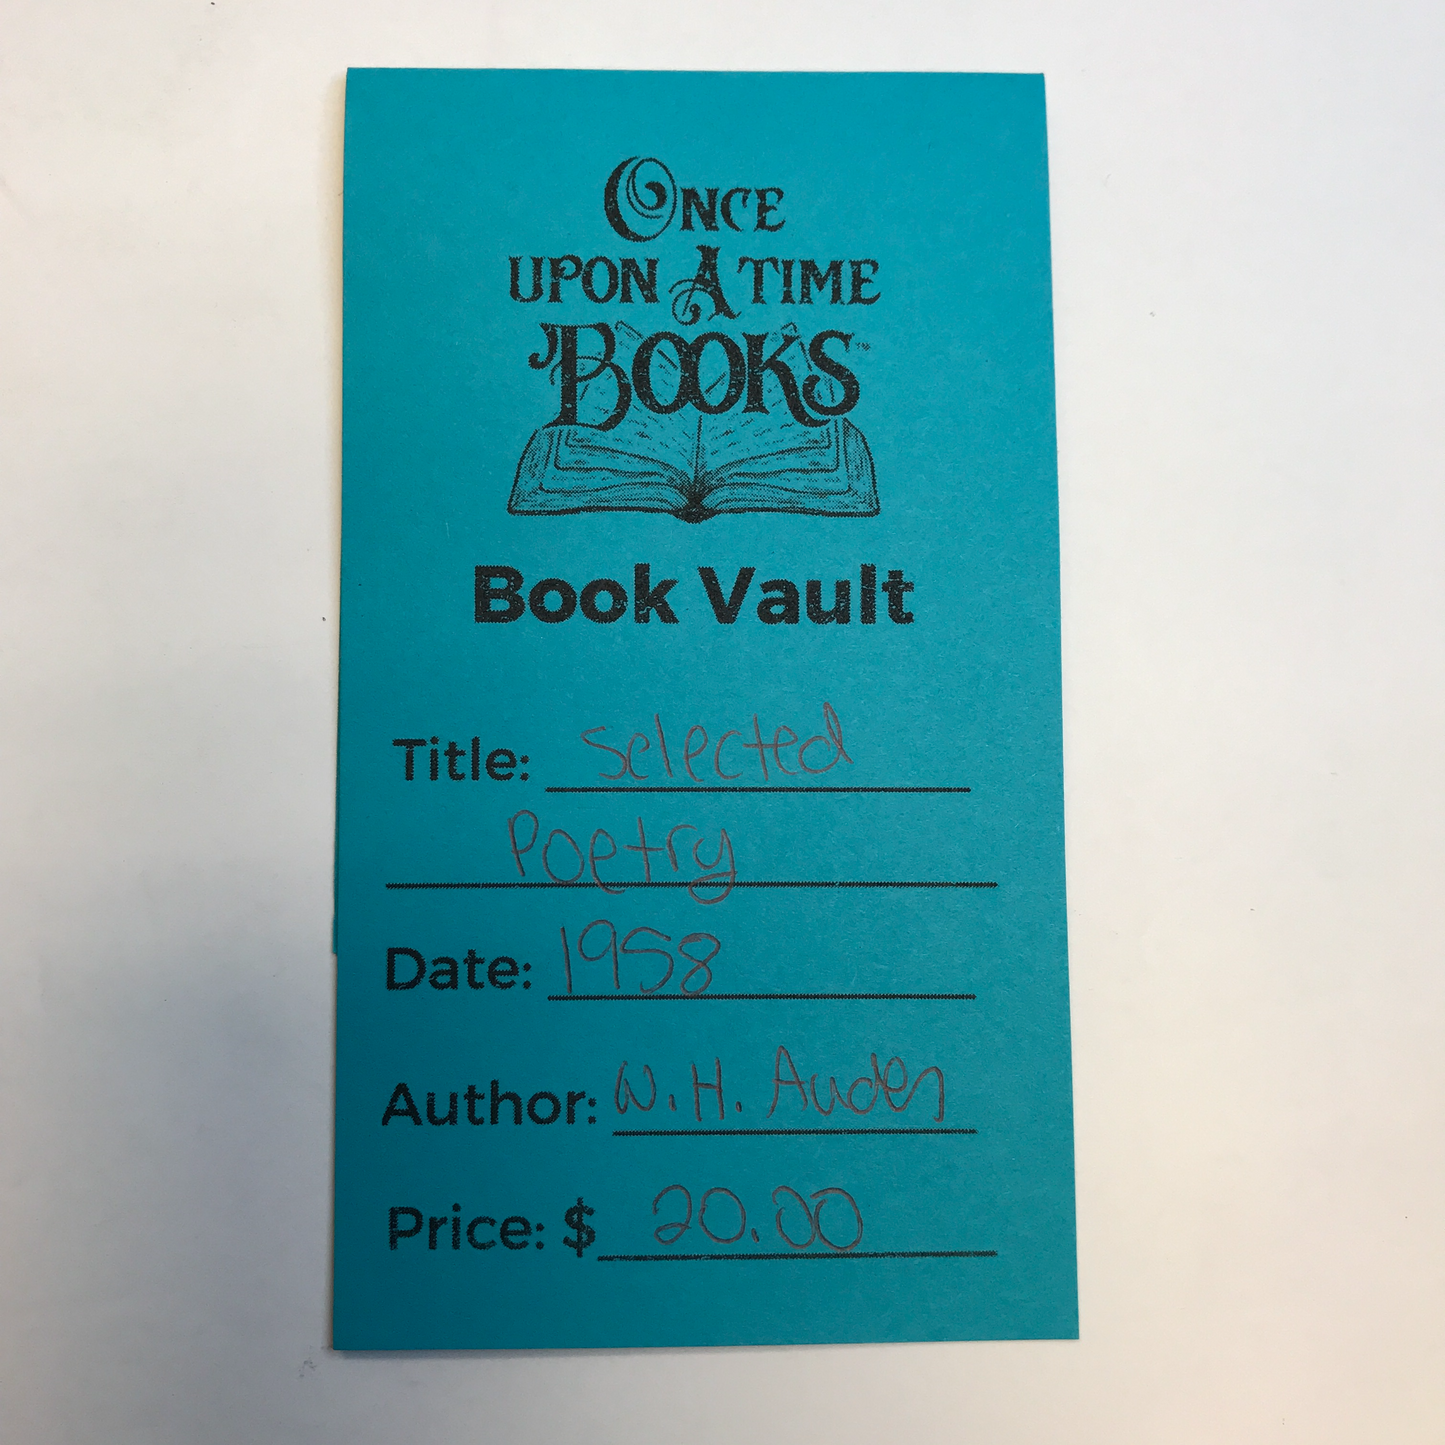 ONCE
UPON A TIME
BOOKS
Book Vault
Title: Selected
Poetry
Date: 1958
Author: W. H. Auden
Price: $ 20.00